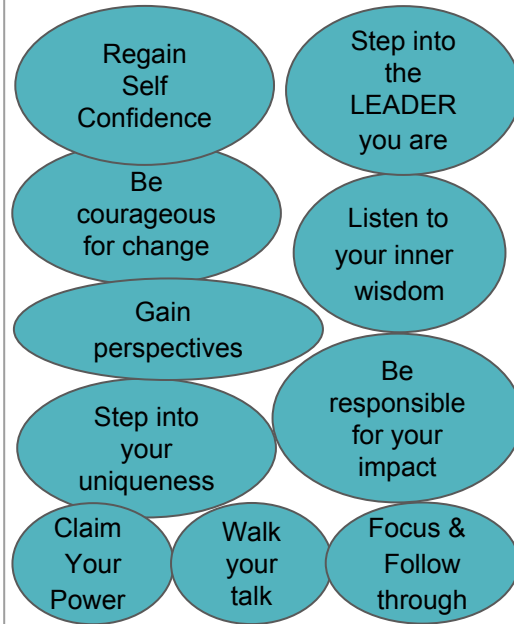 Regain
Self
Confidence
Step into
the
LEADER
you are
Be
courageous
for change
Listen to
your inner
wisdom
Gain
perspectives
Be
responsible
for your
impact
Step into
your
uniqueness
Claim
Your
Power
Walk
your
talk
Focus &
Follow
through